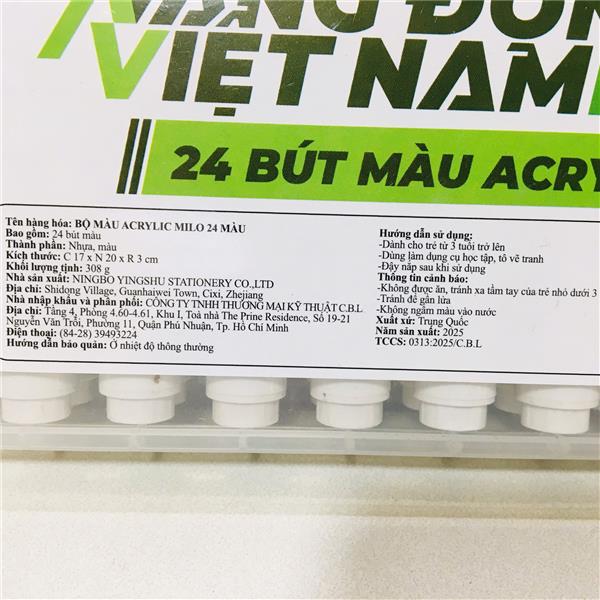 NĂNG ĐỘN
VIỆT NAM
24 BÚT MÀU ACRY
Tên hàng hóa: BỘ MÀU ACRYLIC MILO 24 MÀU
Bao gồm: 24 bút màu
Thành phần: Nhựa, màu
Kích thước: C 17 x N 20 x R 3 cm
Khối lượng tịnh: 308 g
Nhà sản xuất: NINGBO YINGSHU STATIONERY CO.,LTD
Địa chỉ: Shidong Village, Guanhaiwei Town, Cixi, Zhejiang
Nhà nhập khẩu và phân phối: CÔNG TY TNHH THƯƠNG MẠI KỸ THUẬT C.B.L
Địa chỉ: Tầng 4, Phòng 4.60-4.61, Khu I, Toà nhà The Prine Residence, Số 19-21
Nguyễn Văn Trỗi, Phường 11, Quận Phú Nhuận, Tp. Hồ Chí Minh
Điện thoại: (84-28) 39493224
Hướng dẫn bảo quản: Ở nhiệt độ thông thường
Hướng dẫn sử dụng:
-Dành cho trẻ từ 3 tuổi trở lên
-Dùng làm dụng cụ học tập, tô vẽ tranh
-Đậy nắp sau khi sử dụng
Thông tin cảnh báo:
-Không được ăn, tránh xa tầm tay của trẻ nhỏ dưới 3
-Tránh để gần lửa
-Không ngậm màu vào nước
Xuất xứ: Trung Quốc
Năm sản xuất: 2025
TCCS: 0313:2025/C.B.L